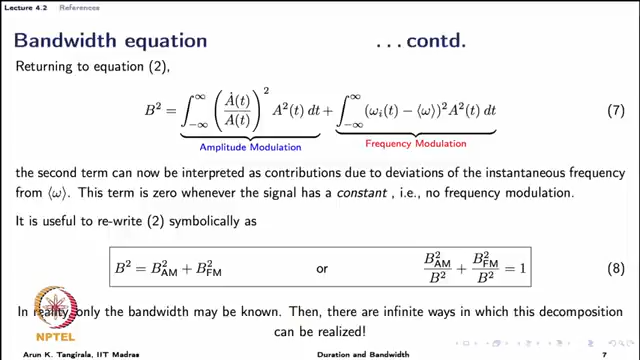 Lecture 4.2 References
Bandwidth equation . . . contd.
Returning to equation (2),
B² = ∫_{−∞}^{∞} (Ȧ(t)/A(t))² A²(t) dt + ∫_{−∞}^{∞} (ω_i(t) − ⟨ω⟩)² A²(t) dt (7)
Amplitude Modulation Frequency Modulation
the second term can now be interpreted as contributions due to deviations of the instantaneous frequency
from ⟨ω⟩. This term is zero whenever the signal has a constant , i.e., no frequency modulation.
It is useful to re-write (2) symbolically as
B² = B²_AM + B²_FM or B²_AM/B² + B²_FM/B² = 1 (8)
In reality, only the bandwidth may be known. Then, there are infinite ways in which this decomposition
can be realized!
NPTEL
Arun K. Tangirala, IIT Madras Duration and Bandwidth 7